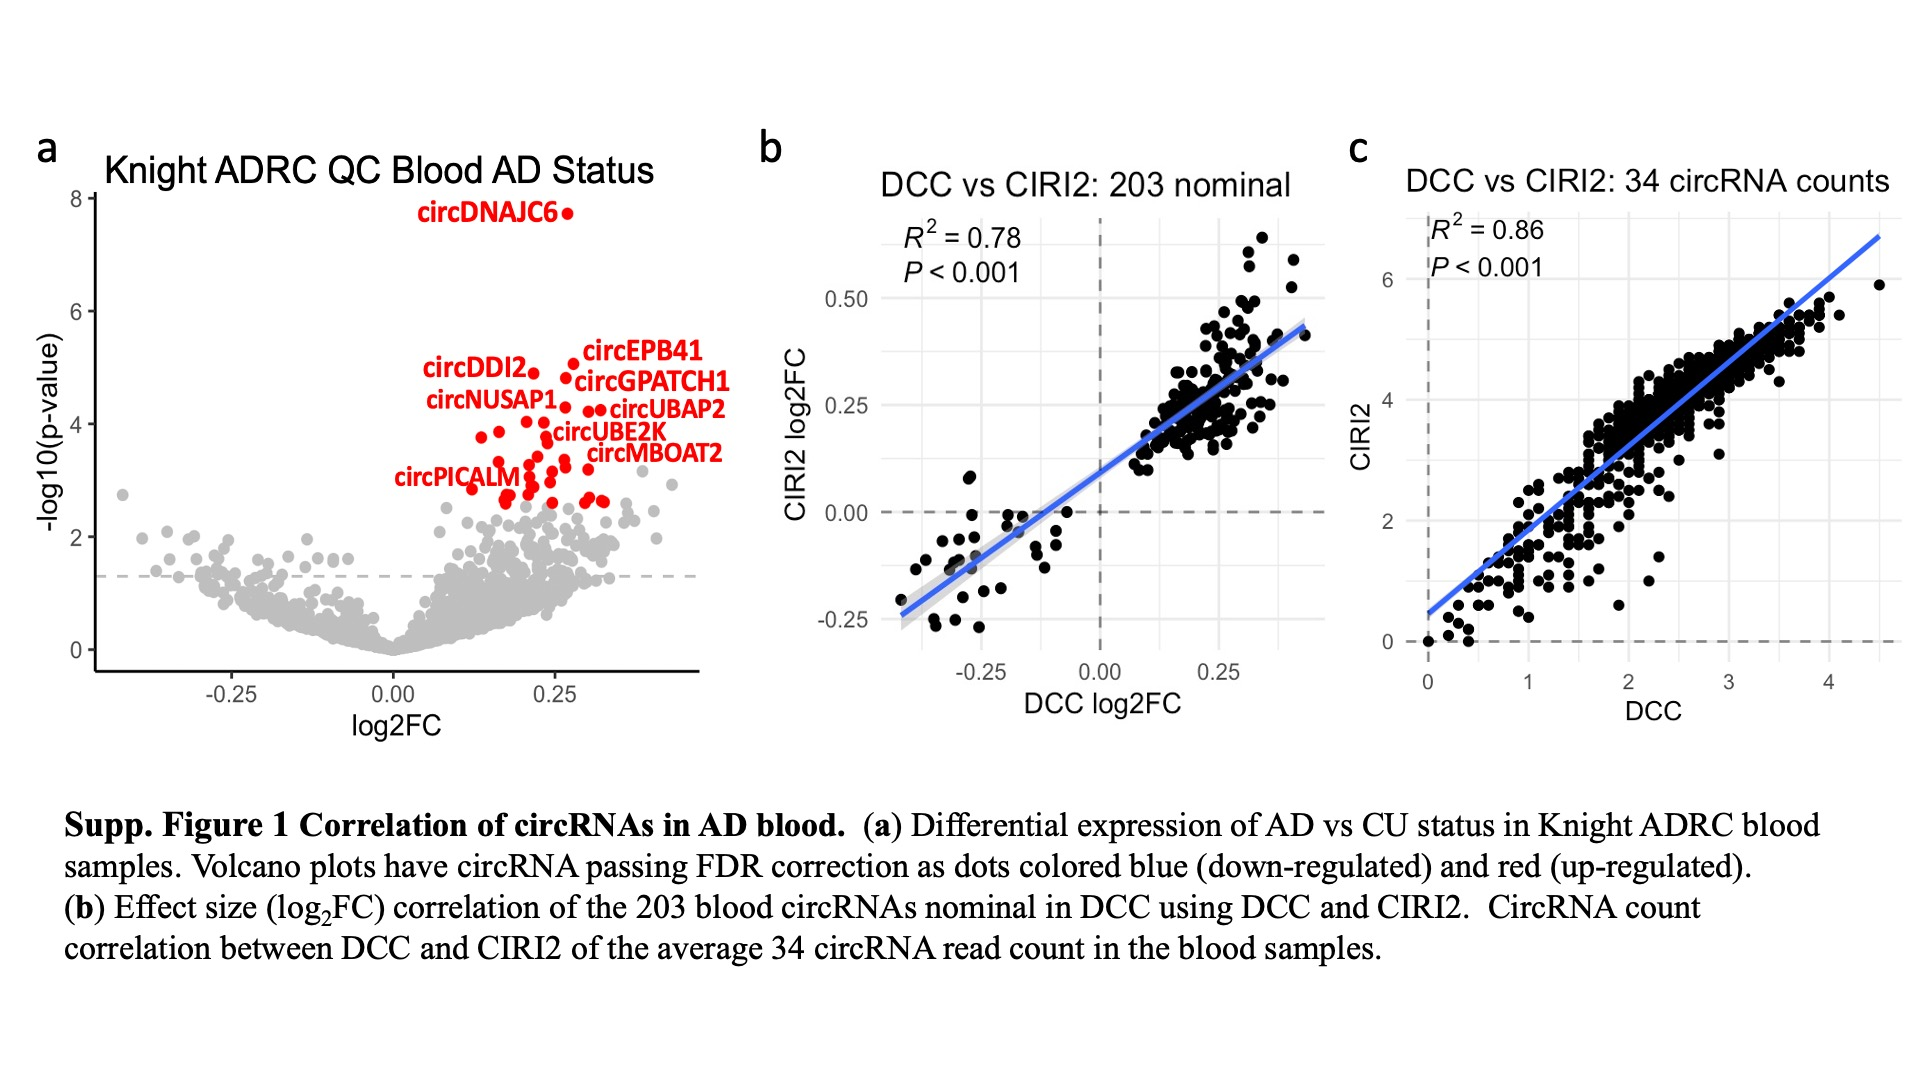 a
Knight ADRC QC Blood AD Status
8
6
4
2
0
-log10(p-value)
circDNAJC6
circEPB41
circDDI2
circGPATCH1
circNUSAP1
circUBAP2
circUBE2K
circMBOAT2
circPICALM
-0.25 0.00 0.25
log2FC
b
DCC vs CIRI2: 203 nominal
R² = 0.78
P < 0.001
0.50
0.25
0.00
-0.25
CIRI2 log2FC
-0.25 0.00 0.25
DCC log2FC
c
DCC vs CIRI2: 34 circRNA counts
R² = 0.86
P < 0.001
6
4
2
0
CIRI2
0 1 2 3 4
DCC
Supp. Figure 1 Correlation of circRNAs in AD blood. (a) Differential expression of AD vs CU status in Knight ADRC blood
samples. Volcano plots have circRNA passing FDR correction as dots colored blue (down-regulated) and red (up-regulated).
(b) Effect size (log₂FC) correlation of the 203 blood circRNAs nominal in DCC using DCC and CIRI2. CircRNA count
correlation between DCC and CIRI2 of the average 34 circRNA read count in the blood samples.